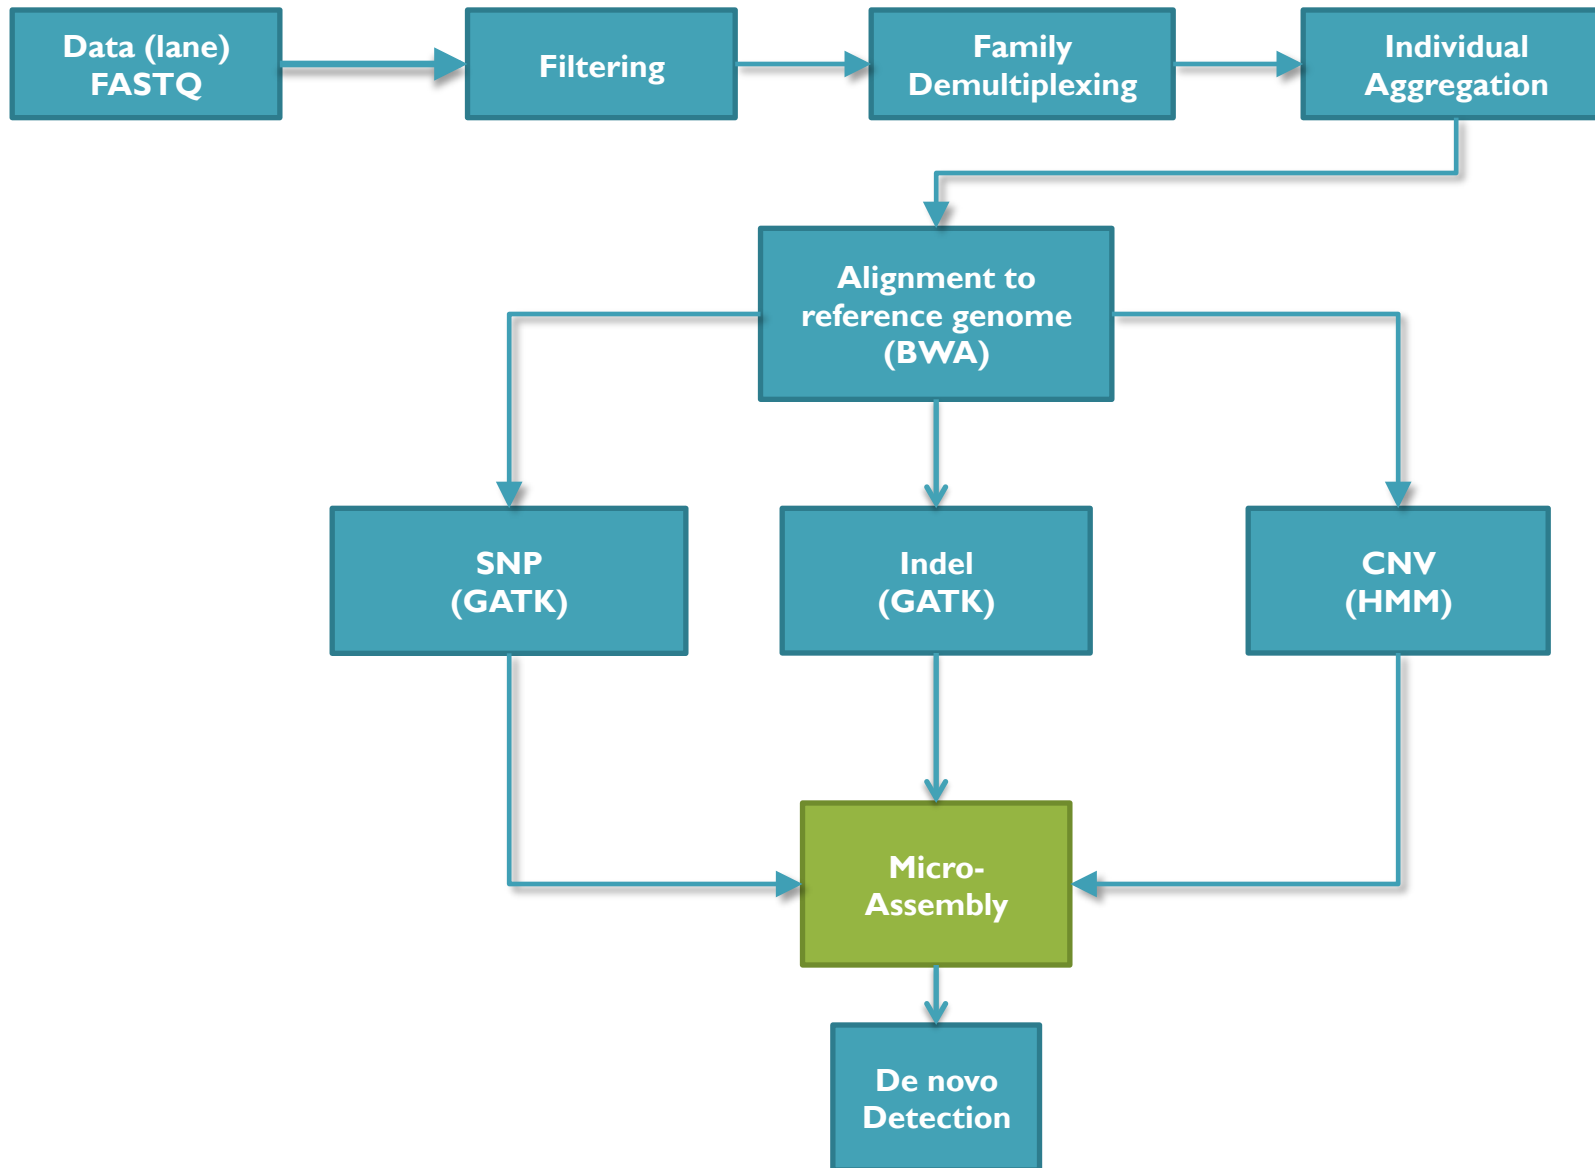 Data (lane)
FASTQ
Filtering
Family
Demultiplexing
Individual
Aggregation
Alignment to
reference genome
(BWA)
SNP
(GATK)
Indel
(GATK)
CNV
(HMM)
Micro-
Assembly
De novo
Detection